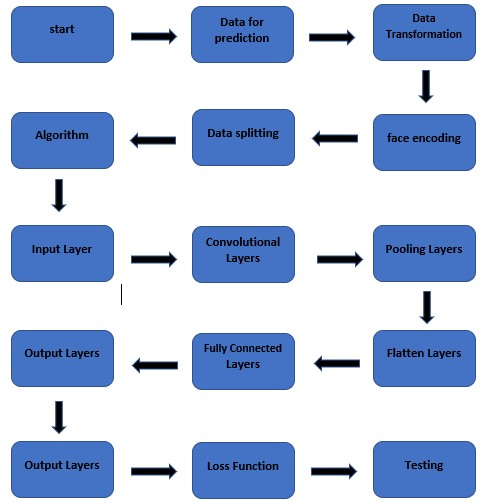 start
Data for
prediction
Data
Transformation
face encoding
Data splitting
Algorithm
Input Layer
Convolutional
Layers
Pooling Layers
Flatten Layers
Fully Connected
Layers
Output Layers
Output Layers
Loss Function
Testing